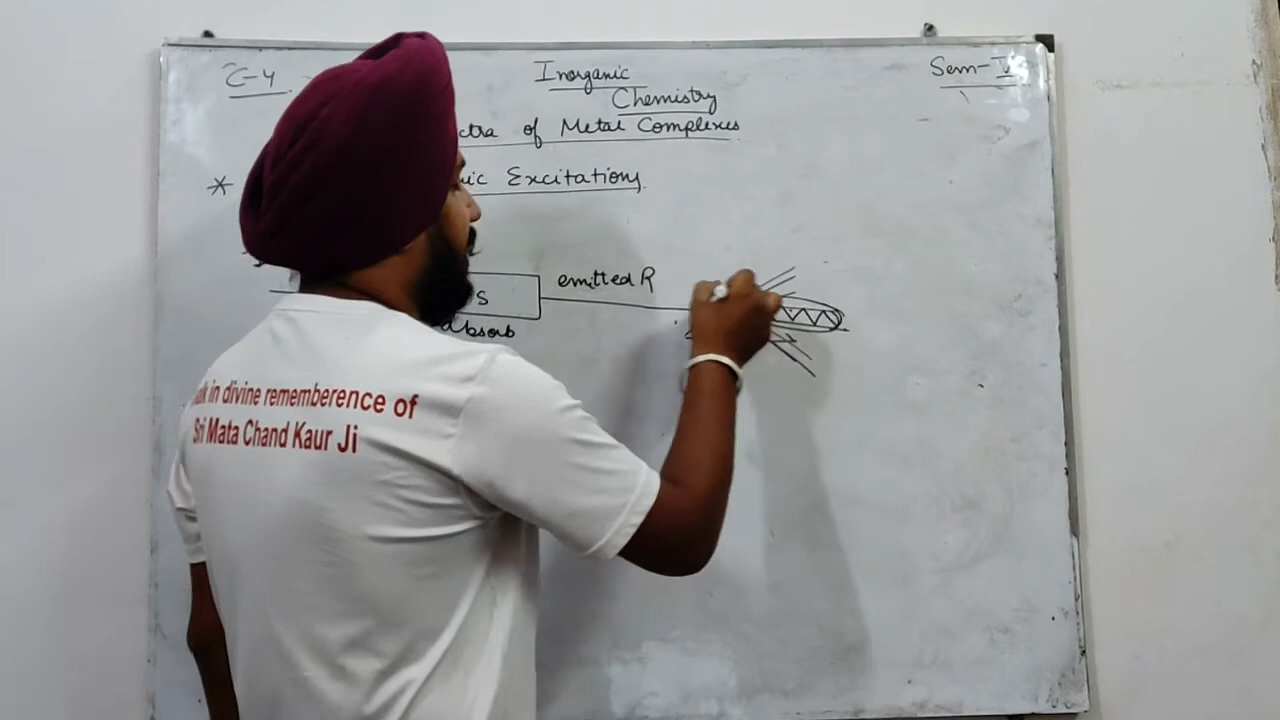 C-4
Inorganic
Chemistry
Sem-V
ctra of Metal Complexes
* ic Excitations
S
emitted R
Absorb
in divine rememberence of
Sri Mata Chand Kaur Ji